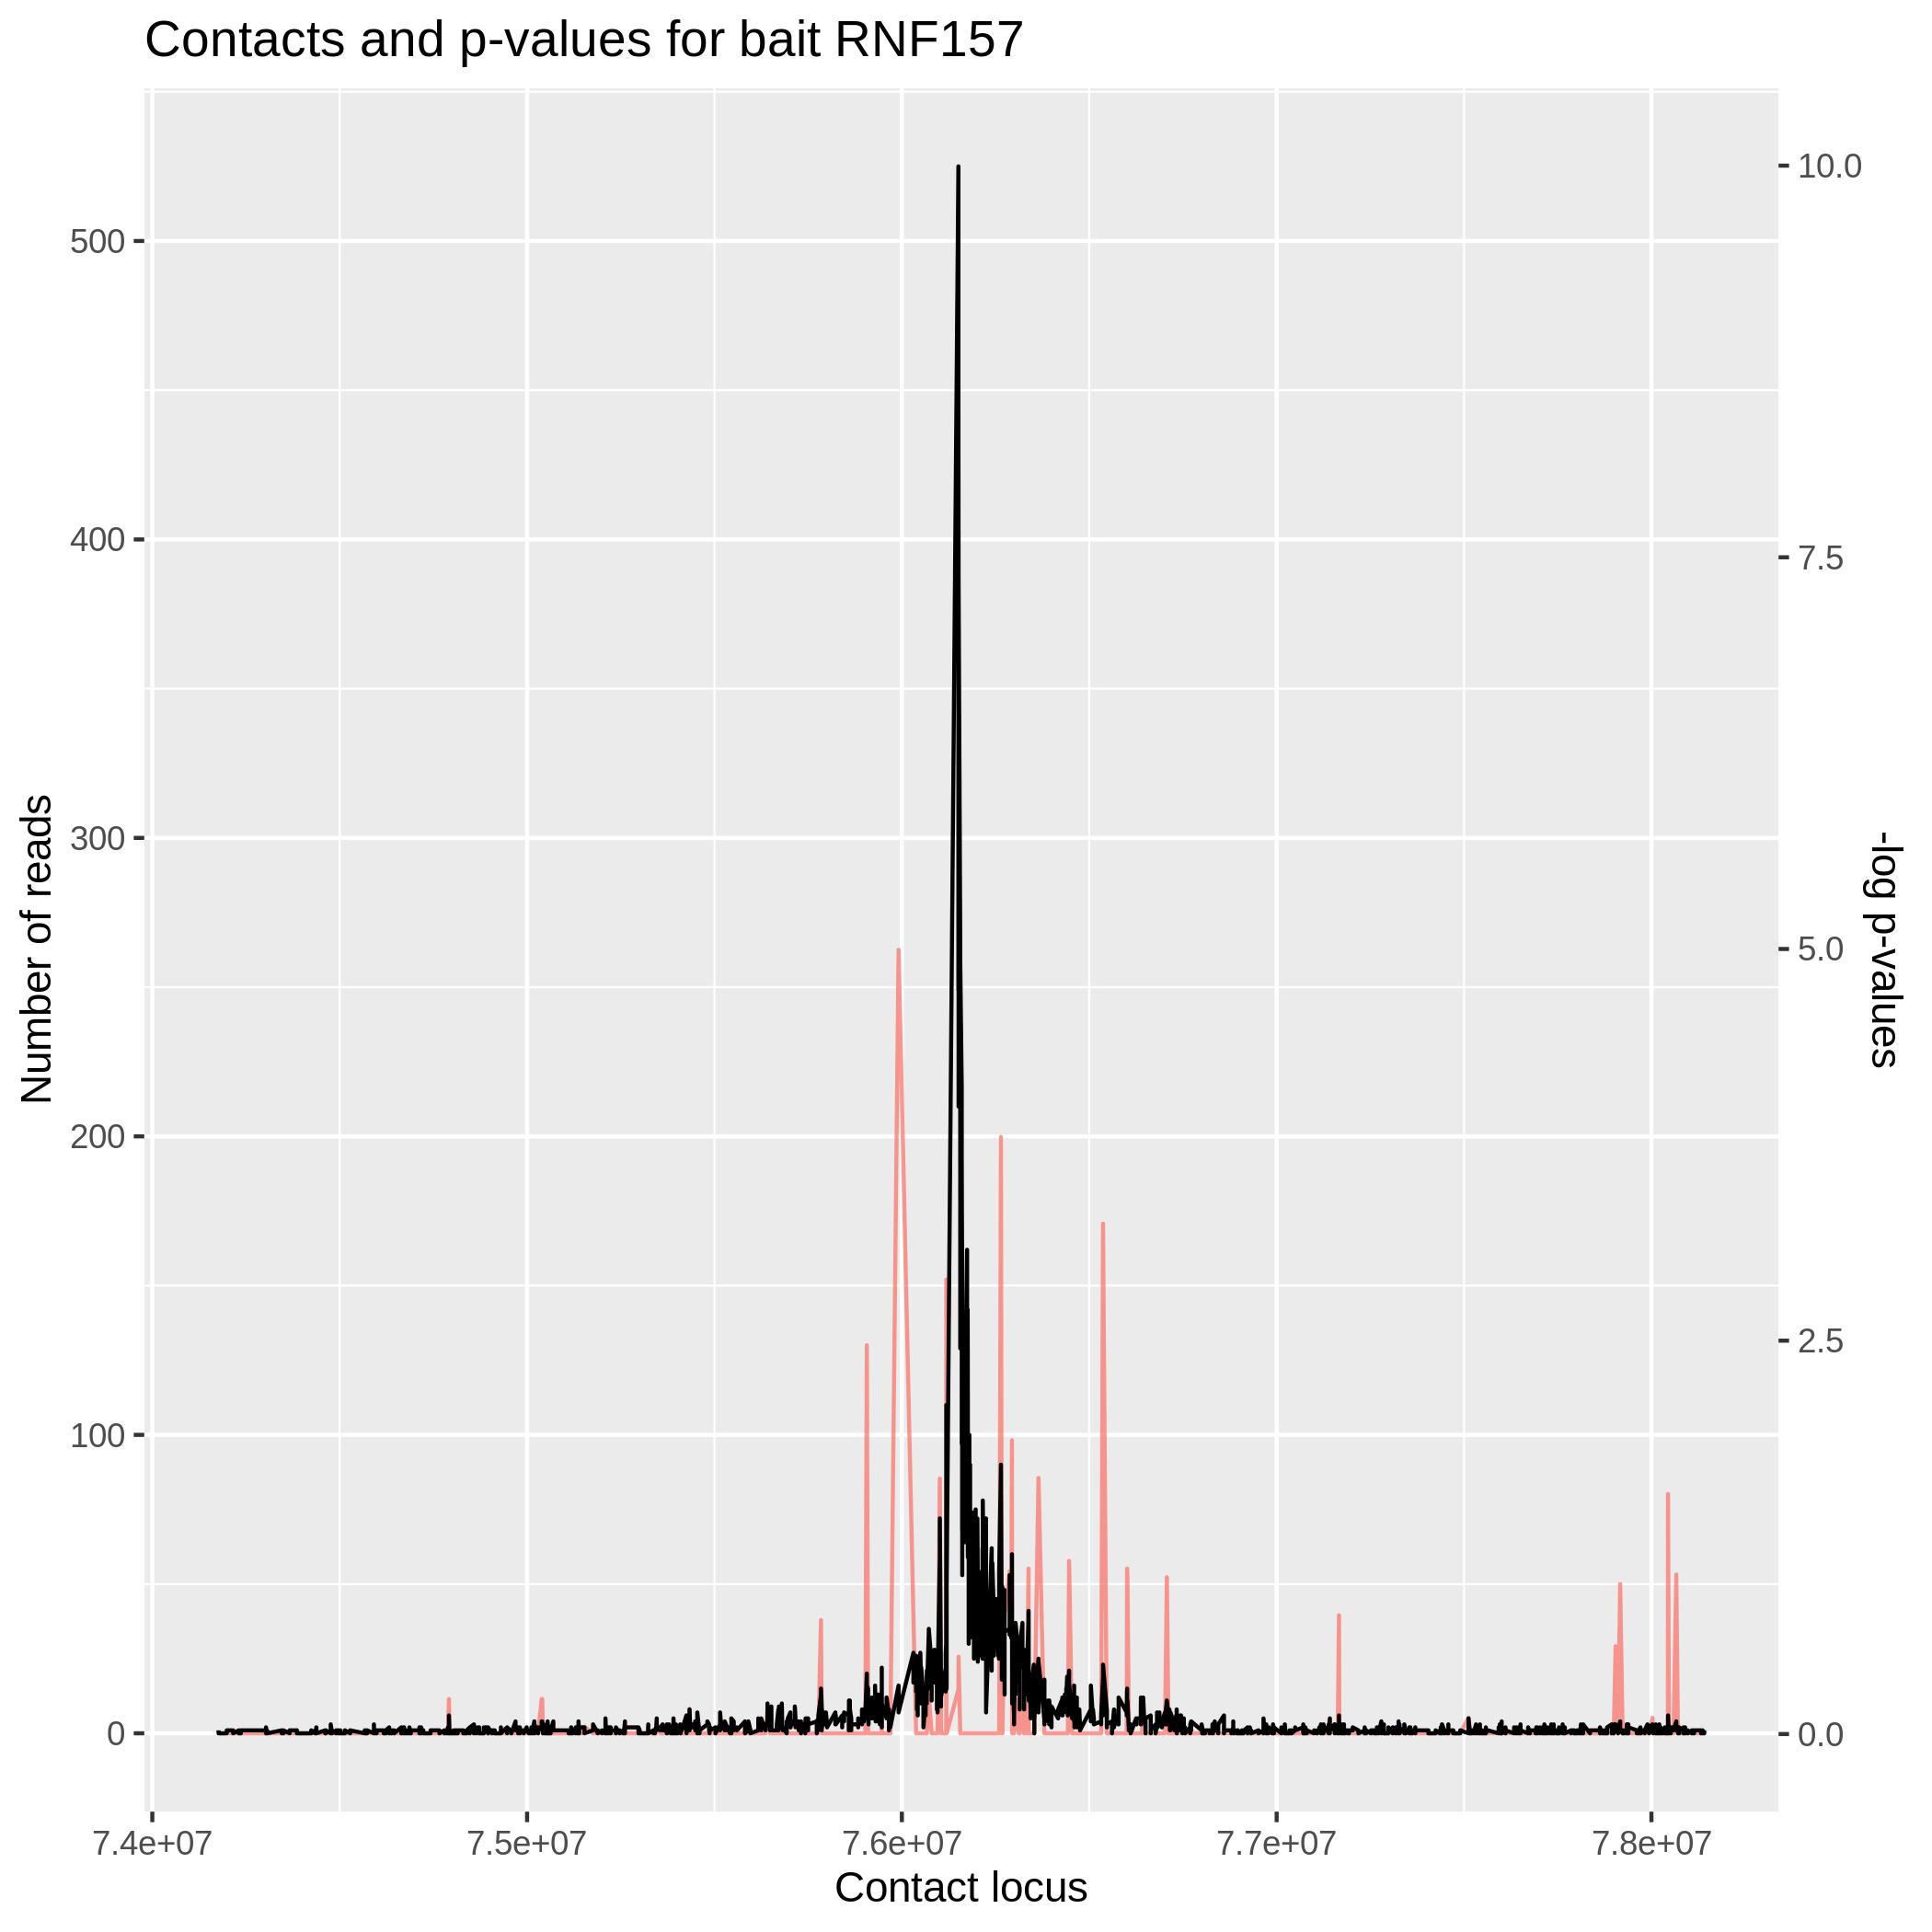 Contacts and p-values for bait RNF157
Number of reads
500
400
300
200
100
0
10.0
7.5
5.0
2.5
0.0
-log p-values
7.4e+07
7.5e+07
7.6e+07
7.7e+07
7.8e+07
Contact locus